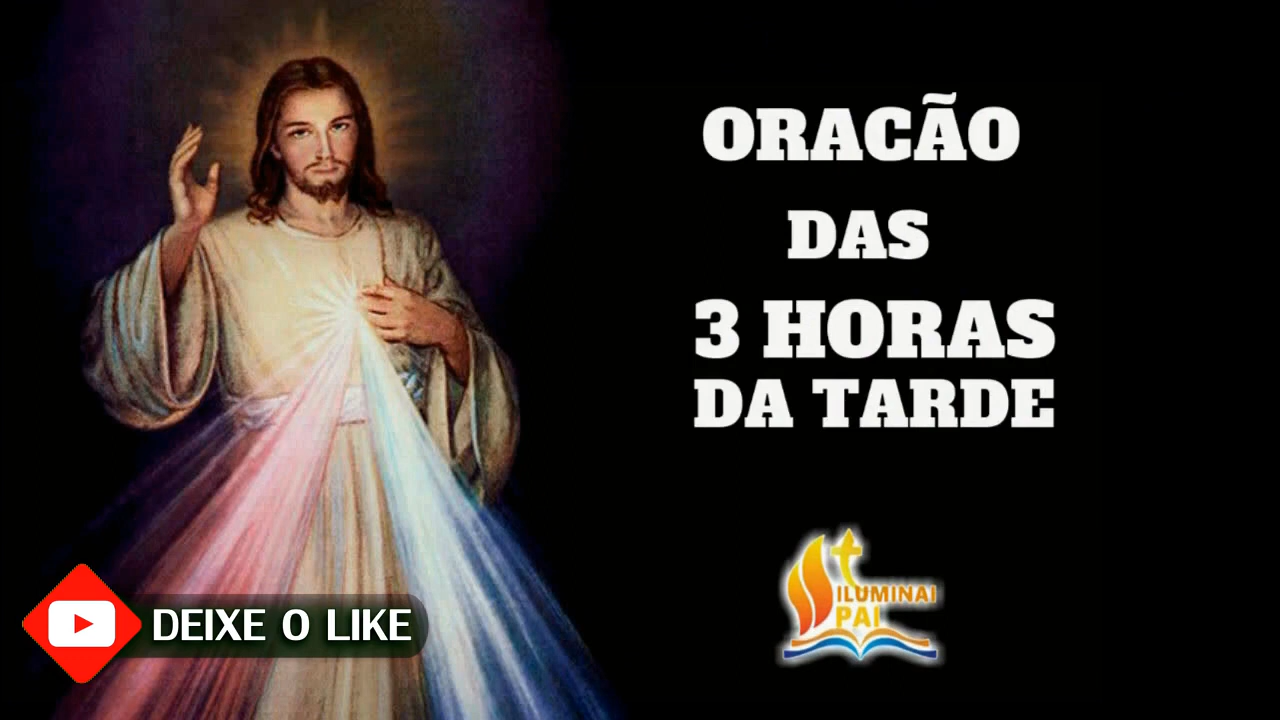 ORACÃO
DAS
3 HORAS
DA TARDE
ILUMINAI
PAI
DEIXE O LIKE